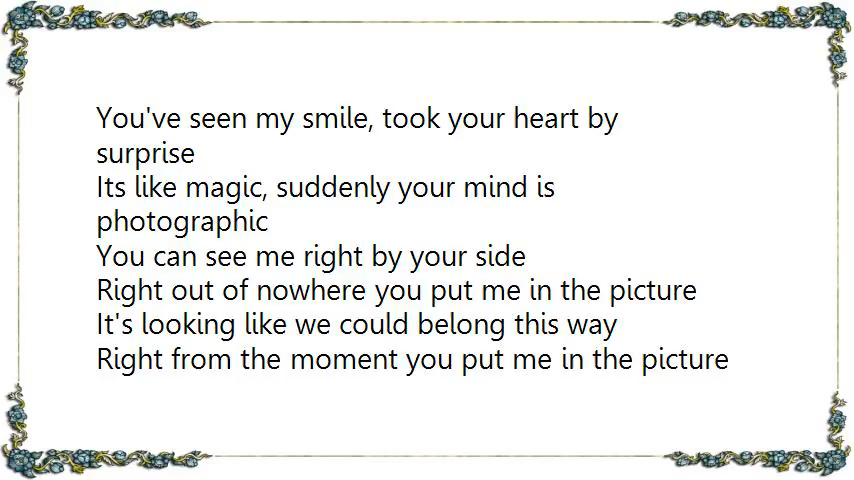 You've seen my smile, took your heart by
surprise
Its like magic, suddenly your mind is
photographic
You can see me right by your side
Right out of nowhere you put me in the picture
It's looking like we could belong this way
Right from the moment you put me in the picture